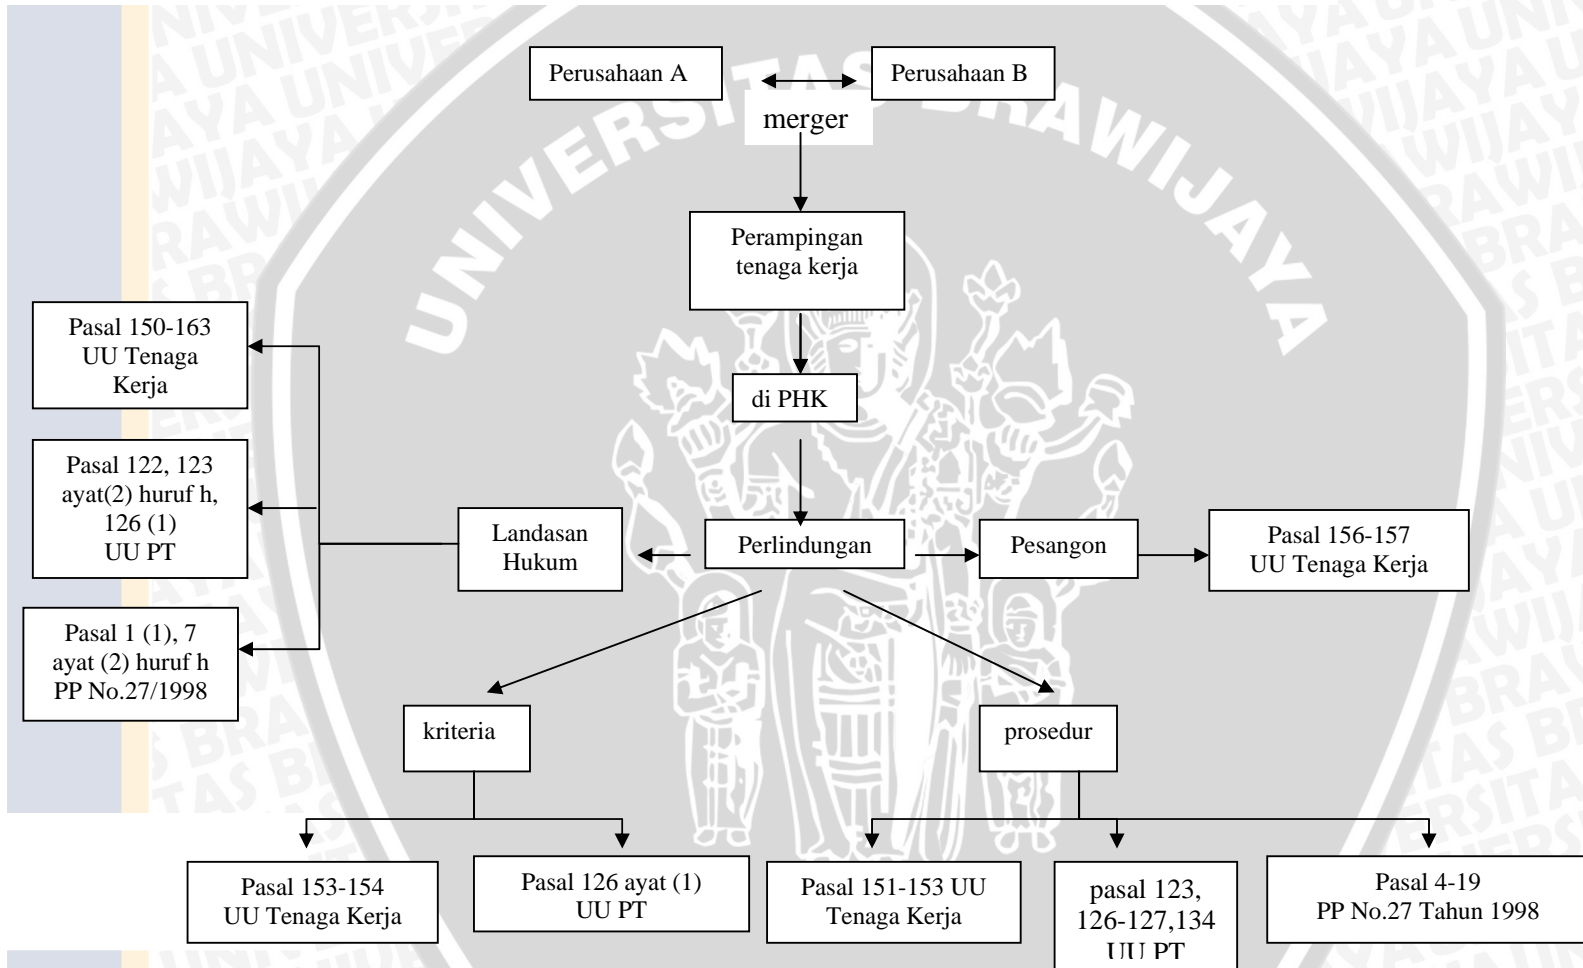 Perusahaan A
Perusahaan B
merger
UNIVERSITAS BRAWIJAYA
Perampingan
tenaga kerja
di PHK
Perlindungan
Landasan
Hukum
Pasal 150-163
UU Tenaga
Kerja
Pasal 122, 123
ayat(2) huruf h,
126 (1)
UU PT
Pasal 1 (1), 7
ayat (2) huruf h
PP No.27/1998
Pesangon
Pasal 156-157
UU Tenaga Kerja
kriteria
Pasal 153-154
UU Tenaga Kerja
Pasal 126 ayat (1)
UU PT
prosedur
Pasal 151-153 UU
Tenaga Kerja
pasal 123,
126-127,134
UU PT
Pasal 4-19
PP No.27 Tahun 1998